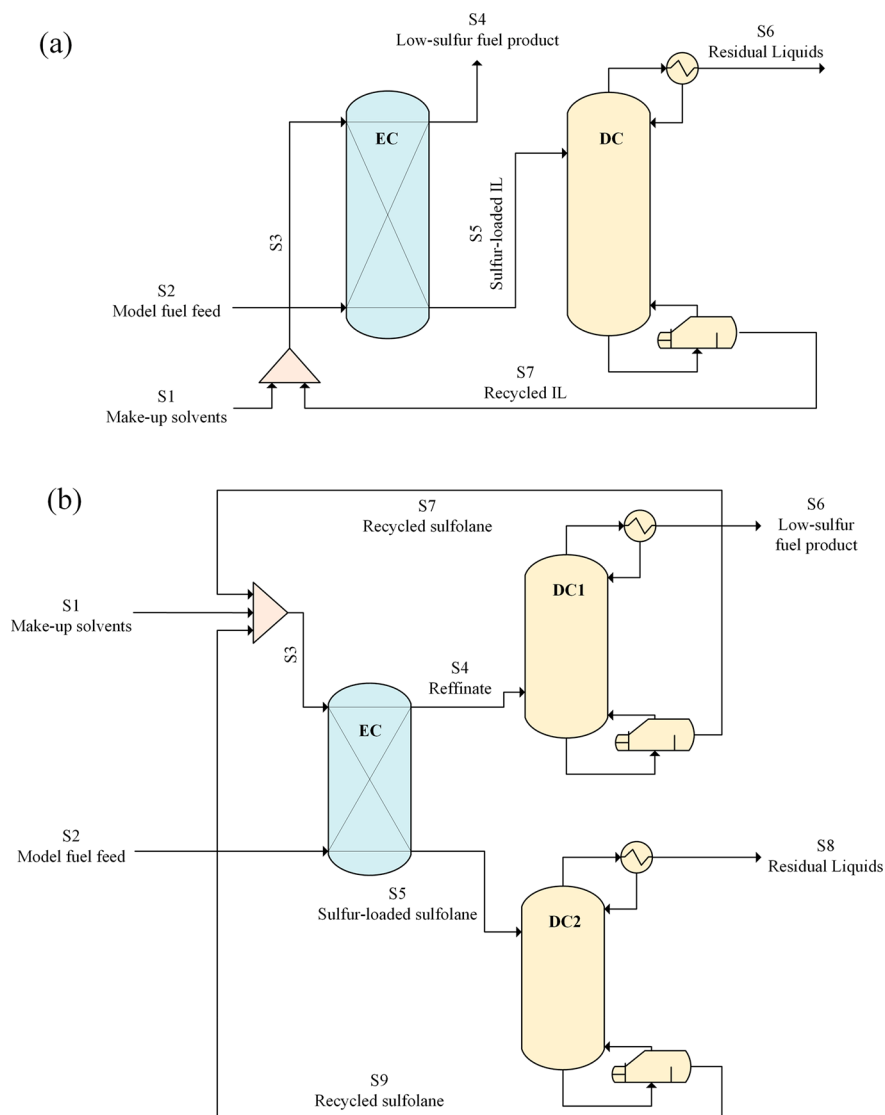 (a)
S4
Low-sulfur fuel product
S6
Residual Liquids
EC
DC
S3
S5
Sulfur-loaded IL
S2
Model fuel feed
S7
Recycled IL
S1
Make-up solvents
(b)
S7
Recycled sulfolane
S6
Low-sulfur
fuel product
DC1
S1
Make-up solvents
S3
S4
Reffinate
EC
S2
Model fuel feed
S8
Residual Liquids
S5
Sulfur-loaded sulfolane
DC2
S9
Recycled sulfolane